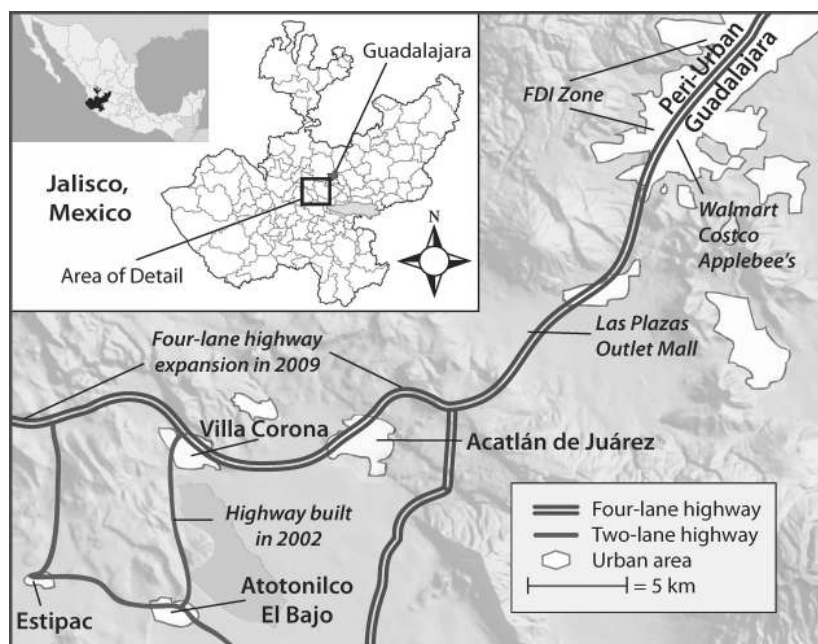 Guadalajara
Jalisco,
Mexico
Area of Detail
N
Peri-Urban
Guadalajara
FDI Zone
Walmart
Costco
Applebee's
Las Plazas
Outlet Mall
Four-lane highway
expansion in 2009
Villa Corona
Acatlán de Juárez
Highway built
in 2002
Estipac
Atotonilco
El Bajo
Four-lane highway
Two-lane highway
Urban area
= 5 km